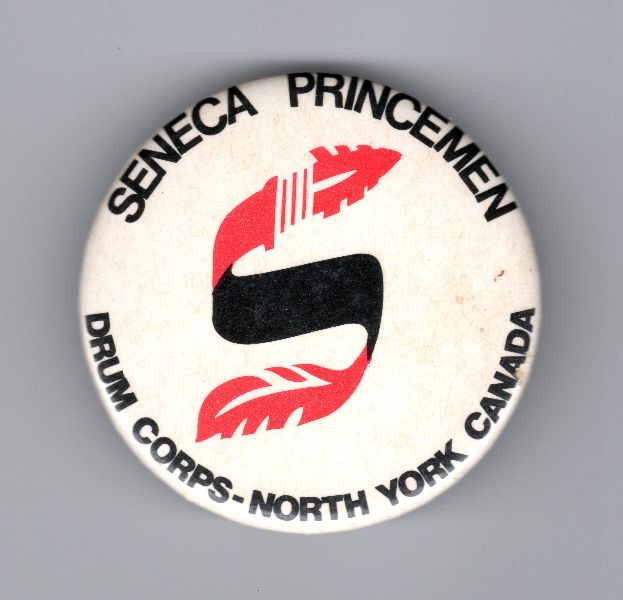 SENECA PRINCEMEN
S
DRUM CORPS-NORTH YORK CANADA